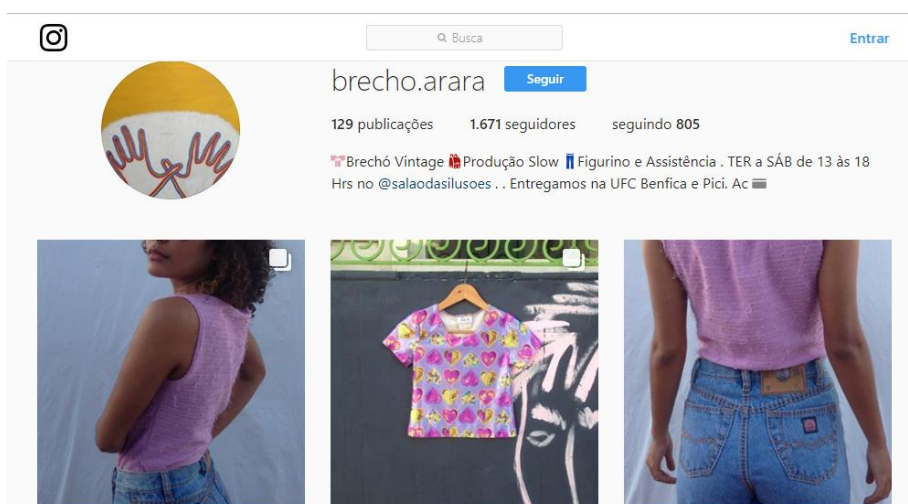 Busca
Entrar
brecho.arara
Seguir
129 publicações 1.671 seguidores seguindo 805
Brechó Vintage Produção Slow Figurino e Assistência . TER a SÁB de 13 às 18
Hrs no @salaodasilusoes . . Entregamos na UFC Benfica e Pici. Ac